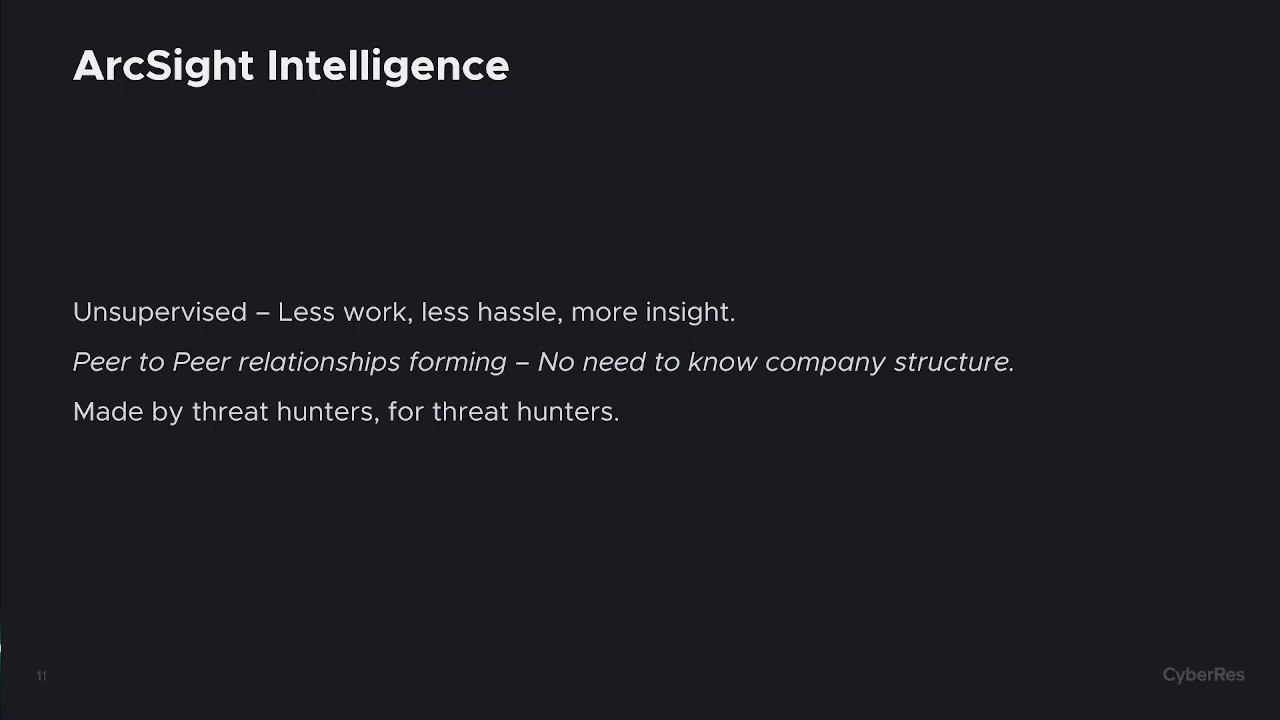 ArcSight Intelligence
Unsupervised – Less work, less hassle, more insight.
Peer to Peer relationships forming – No need to know company structure.
Made by threat hunters, for threat hunters.
11
CyberRes